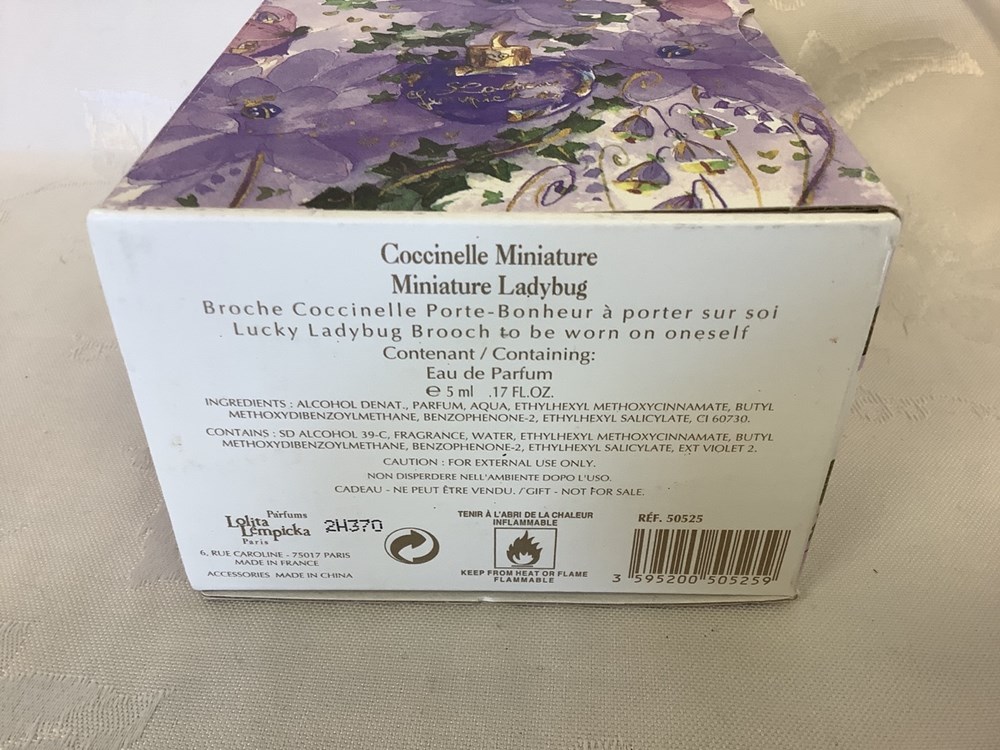 Coccinelle Miniature
Miniature Ladybug
Broche Coccinelle Porte-Bonheur à porter sur soi
Lucky Ladybug Brooch to be worn on oneself
Contenant / Containing:
Eau de Parfum
℮ 5 ml .17 FL.OZ.
INGREDIENTS : ALCOHOL DENAT., PARFUM, AQUA, ETHYLHEXYL METHOXYCINNAMATE, BUTYL
METHOXYDIBENZOYLMETHANE, BENZOPHENONE-2, ETHYLHEXYL SALICYLATE, CI 60730.
CONTAINS : SD ALCOHOL 39-C, FRAGRANCE, WATER, ETHYLHEXYL METHOXYCINNAMATE, BUTYL
METHOXYDIBENZOYLMETHANE, BENZOPHENONE-2, ETHYLHEXYL SALICYLATE, EXT VIOLET 2.
CAUTION : FOR EXTERNAL USE ONLY.
NON DISPERDERE NELL'AMBIENTE DOPO L'USO.
CADEAU - NE PEUT ÊTRE VENDU. / GIFT - NOT FOR SALE.
Parfums
Lolita
Lempicka
Paris
2H370
6, RUE CAROLINE - 75017 PARIS
MADE IN FRANCE
ACCESSORIES MADE IN CHINA
TENIR À L'ABRI DE LA CHALEUR
INFLAMMABLE
KEEP FROM HEAT OR FLAME
FLAMMABLE
RÉF. 50525
3 595200 505259